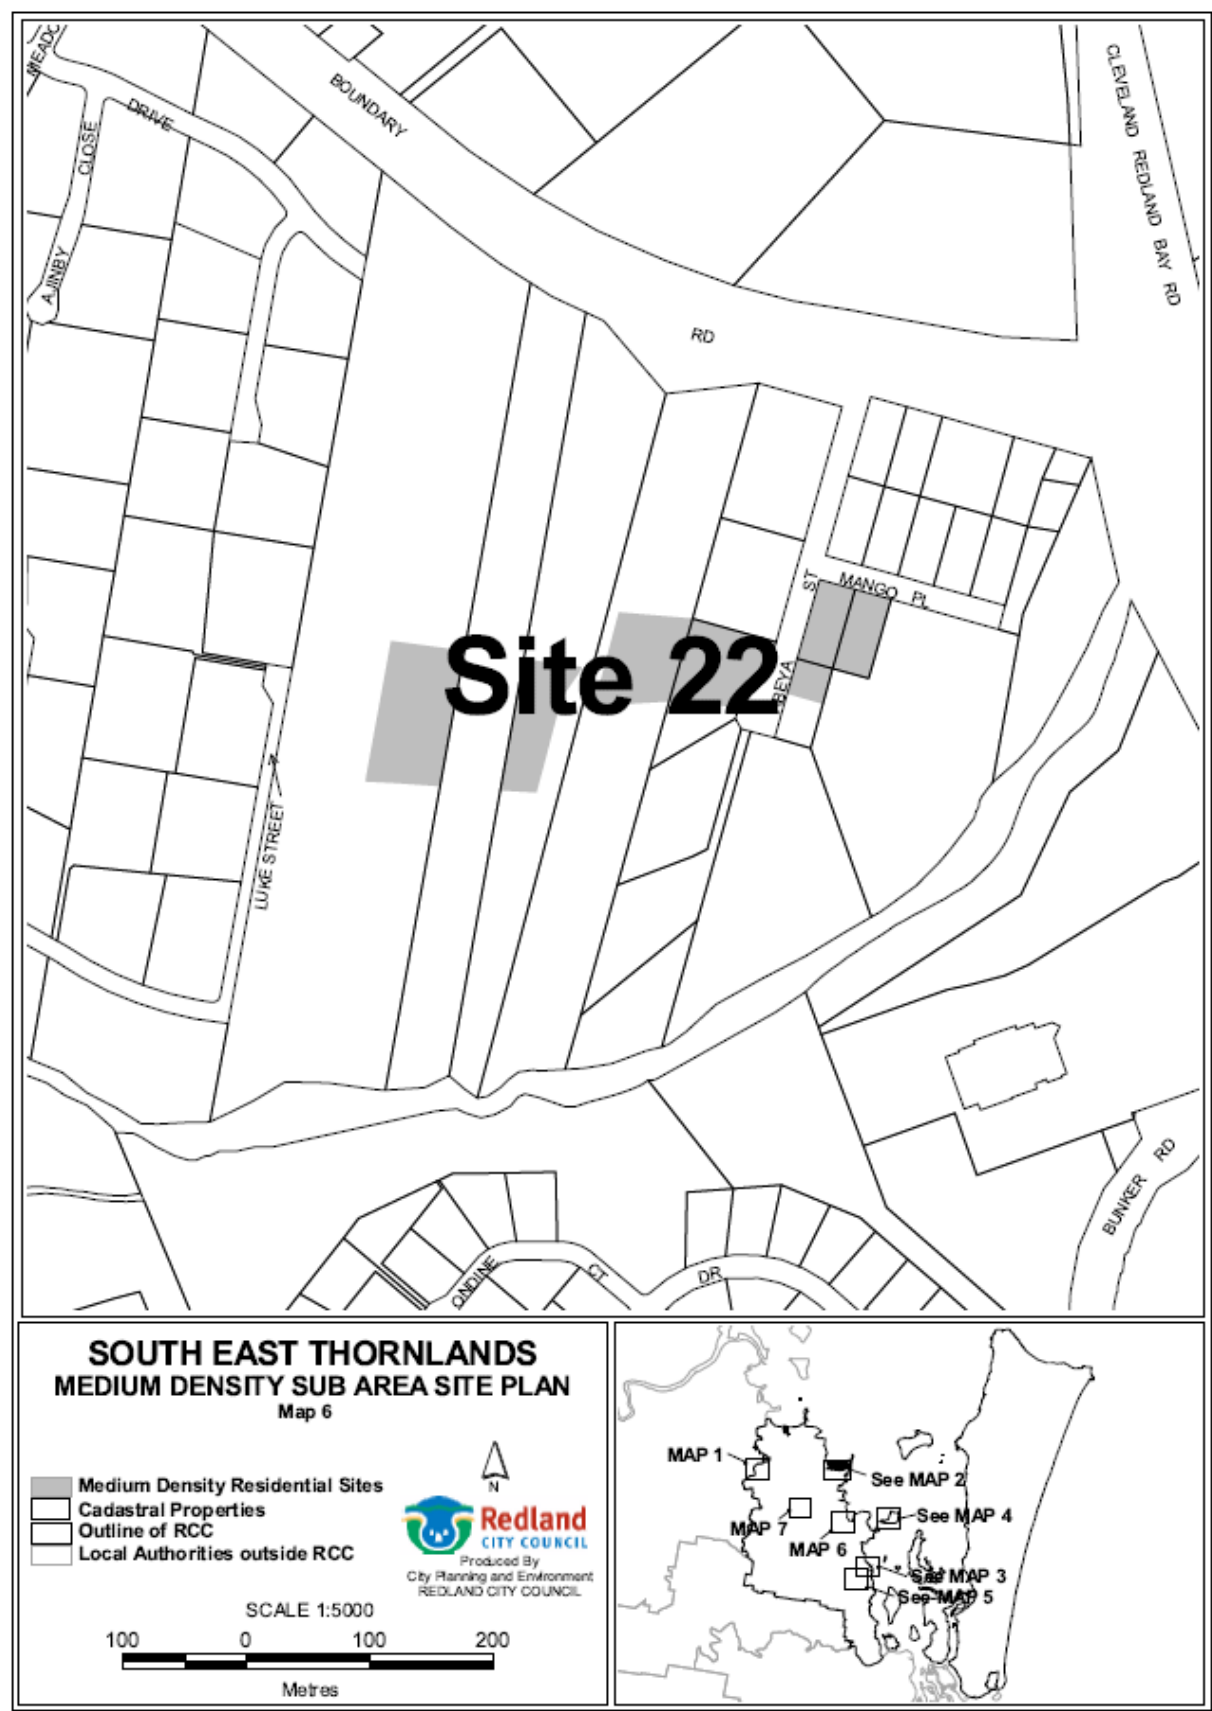 MEADO
CLOSE
DRIVE
AJINBY
BOUNDARY
RD
CLEVELAND REDLAND BAY RD
ST
MANGO PL
BEYA
Site 22
LUKE STREET
ONDINE
CT
DR
BUNKER RD
SOUTH EAST THORNLANDS
MEDIUM DENSITY SUB AREA SITE PLAN
Map 6
Medium Density Residential Sites
Cadastral Properties
Outline of RCC
Local Authorities outside RCC
N
Redland
CITY COUNCIL
Produced By
City Planning and Environment
REDLAND CITY COUNCIL
SCALE 1:5000
100 0 100 200
Metres
MAP 1
See MAP 2
MAP 7
See MAP 4
MAP 6
See MAP 3
See MAP 5